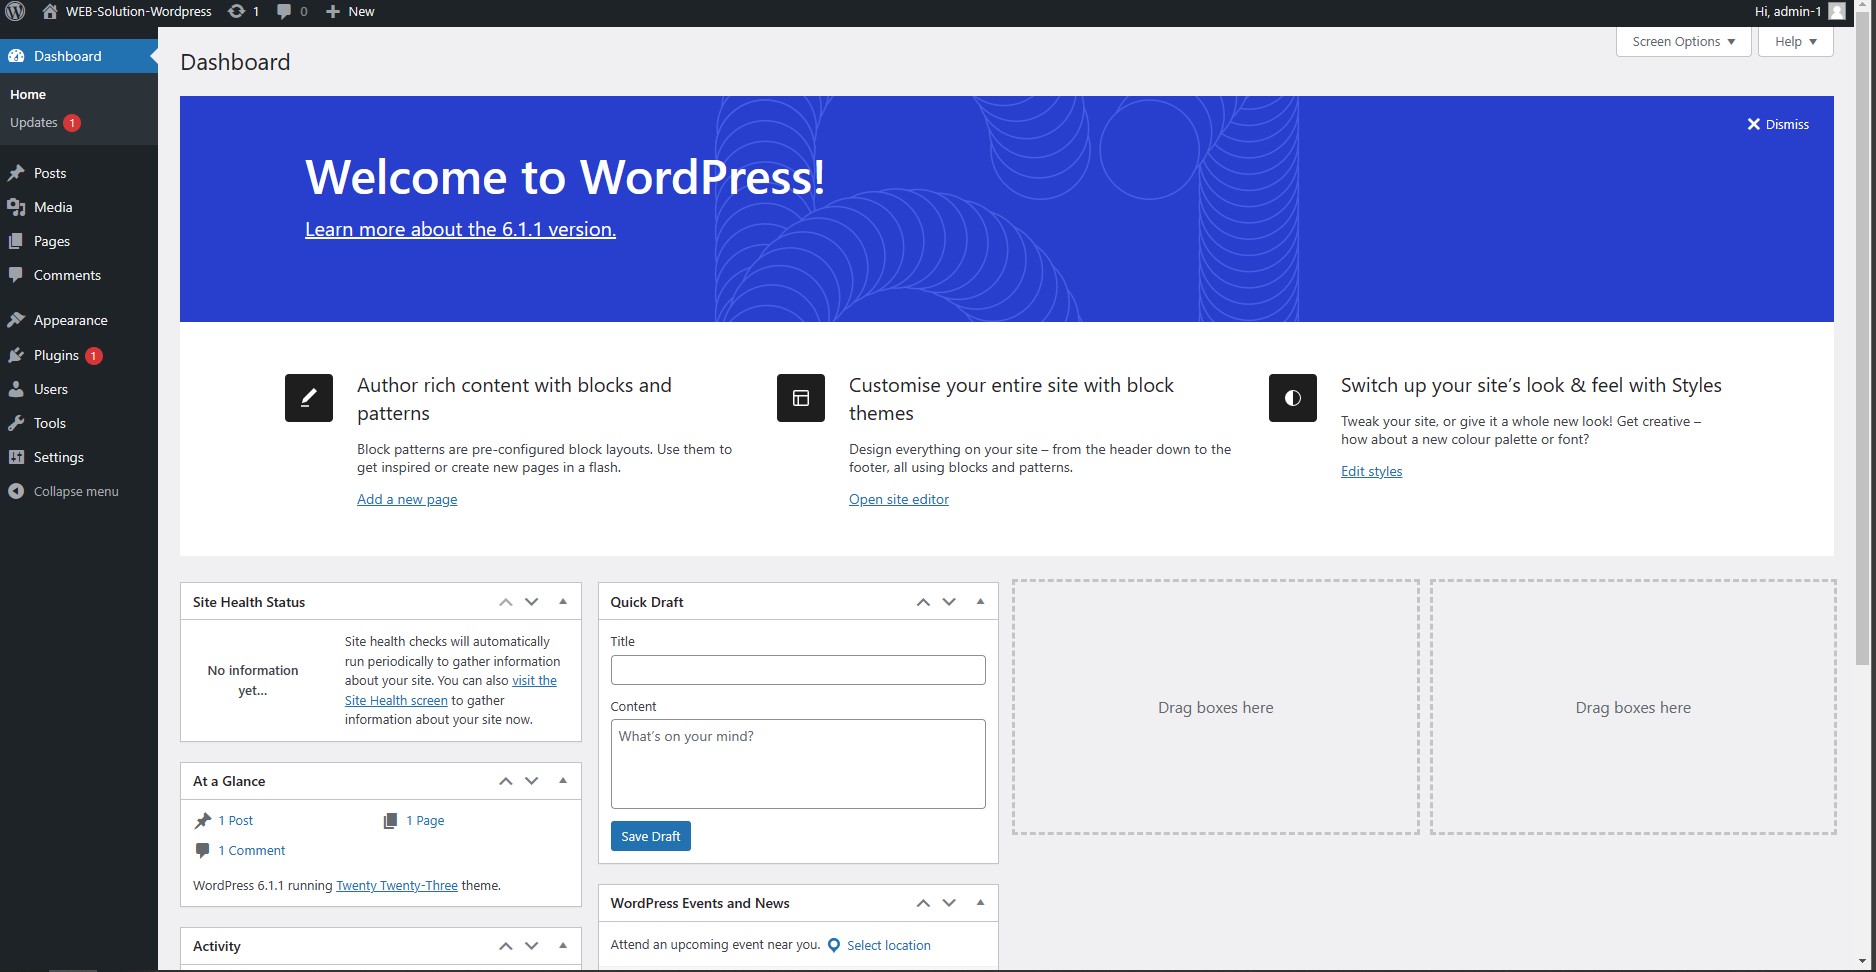 WEB-Solution-Wordpress 1 0 New
Hi, admin-1
Dashboard
Home
Updates 1
Posts
Media
Pages
Comments
Appearance
Plugins 1
Users
Tools
Settings
Collapse menu
Screen Options
Help
Dashboard
Dismiss
Welcome to WordPress!
Learn more about the 6.1.1 version.
Author rich content with blocks and
patterns
Block patterns are pre-configured block layouts. Use them to
get inspired or create new pages in a flash.
Add a new page
Customise your entire site with block
themes
Design everything on your site – from the header down to the
footer, all using blocks and patterns.
Open site editor
Switch up your site’s look & feel with Styles
Tweak your site, or give it a whole new look! Get creative –
how about a new colour palette or font?
Edit styles
Site Health Status
No information
yet...
Site health checks will automatically
run periodically to gather information
about your site. You can also visit the
Site Health screen to gather
information about your site now.
At a Glance
1 Post
1 Page
1 Comment
WordPress 6.1.1 running Twenty Twenty-Three theme.
Activity
Quick Draft
Title
Content
What’s on your mind?
Save Draft
WordPress Events and News
Attend an upcoming event near you. Select location
Drag boxes here
Drag boxes here